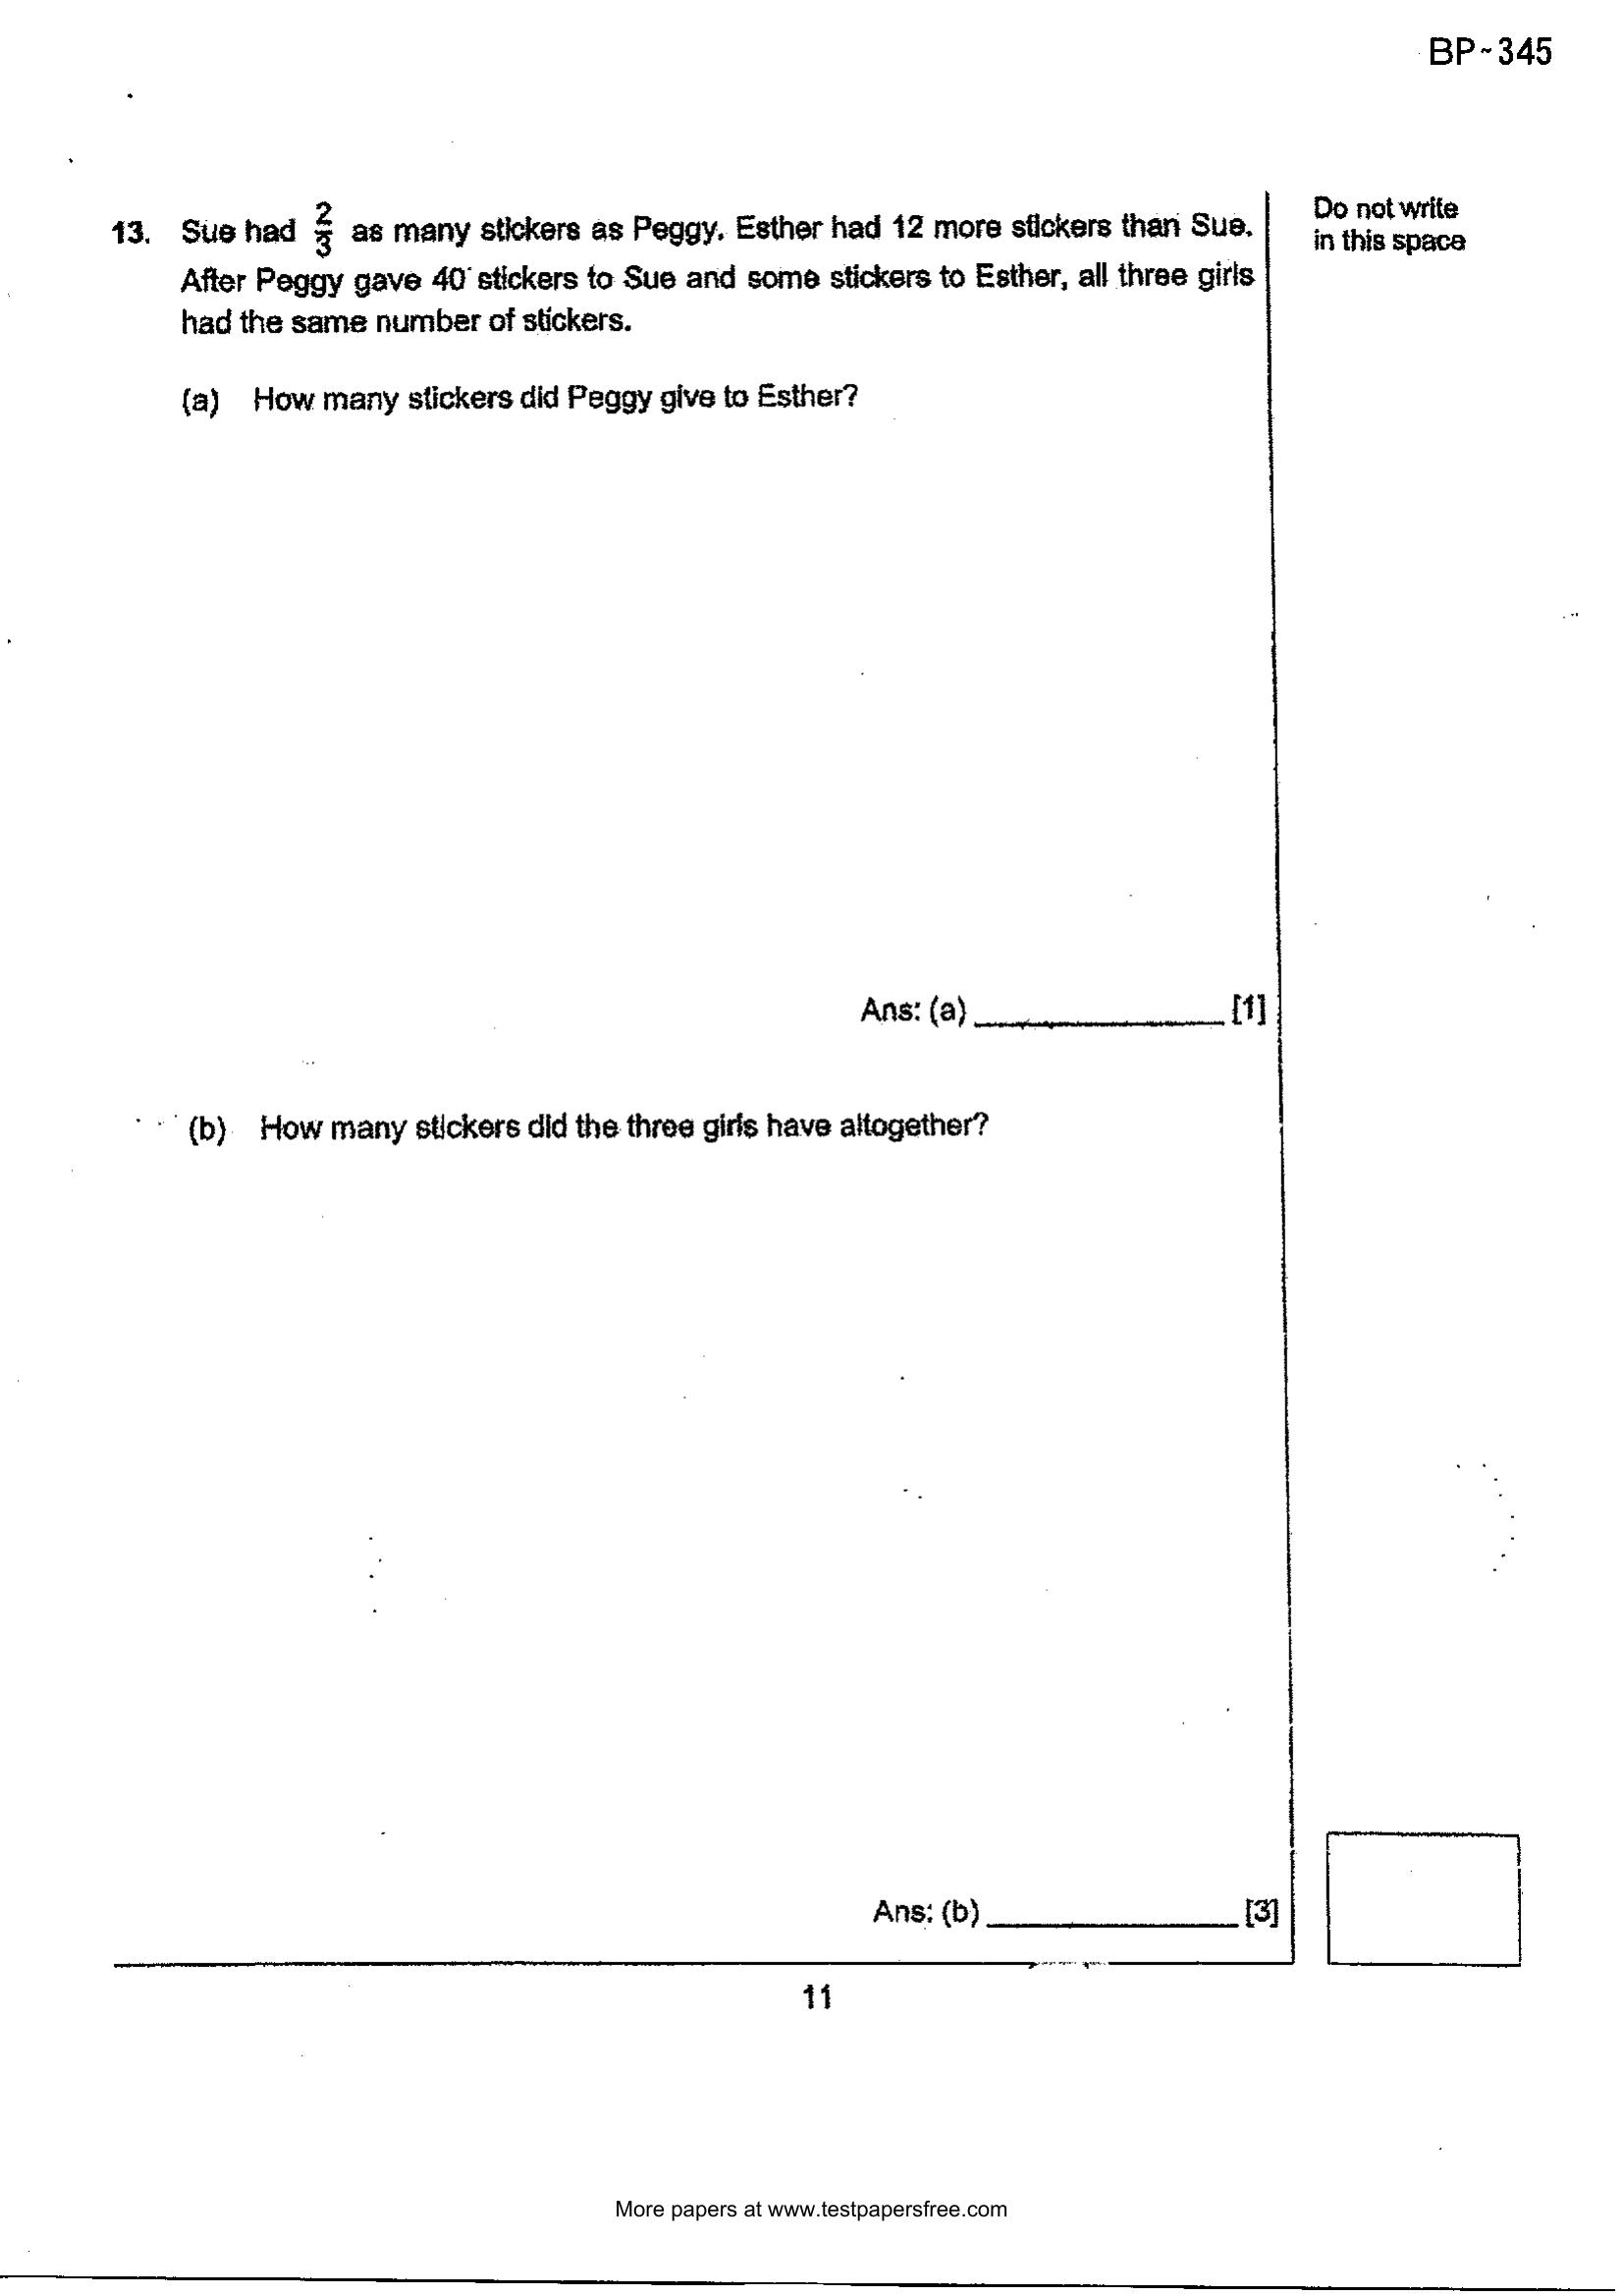 BP-345
13. Sue had 2/3 as many stickers as Peggy. Esther had 12 more stickers than Sue.
After Peggy gave 40 stickers to Sue and some stickers to Esther, all three girls
had the same number of stickers.
Do not write
in this space
(a) How many stickers did Peggy give to Esther?
Ans: (a) ____________ [1]
(b) How many stickers did the three girls have altogether?
Ans: (b) ____________ [3]
11
More papers at www.testpapersfree.com